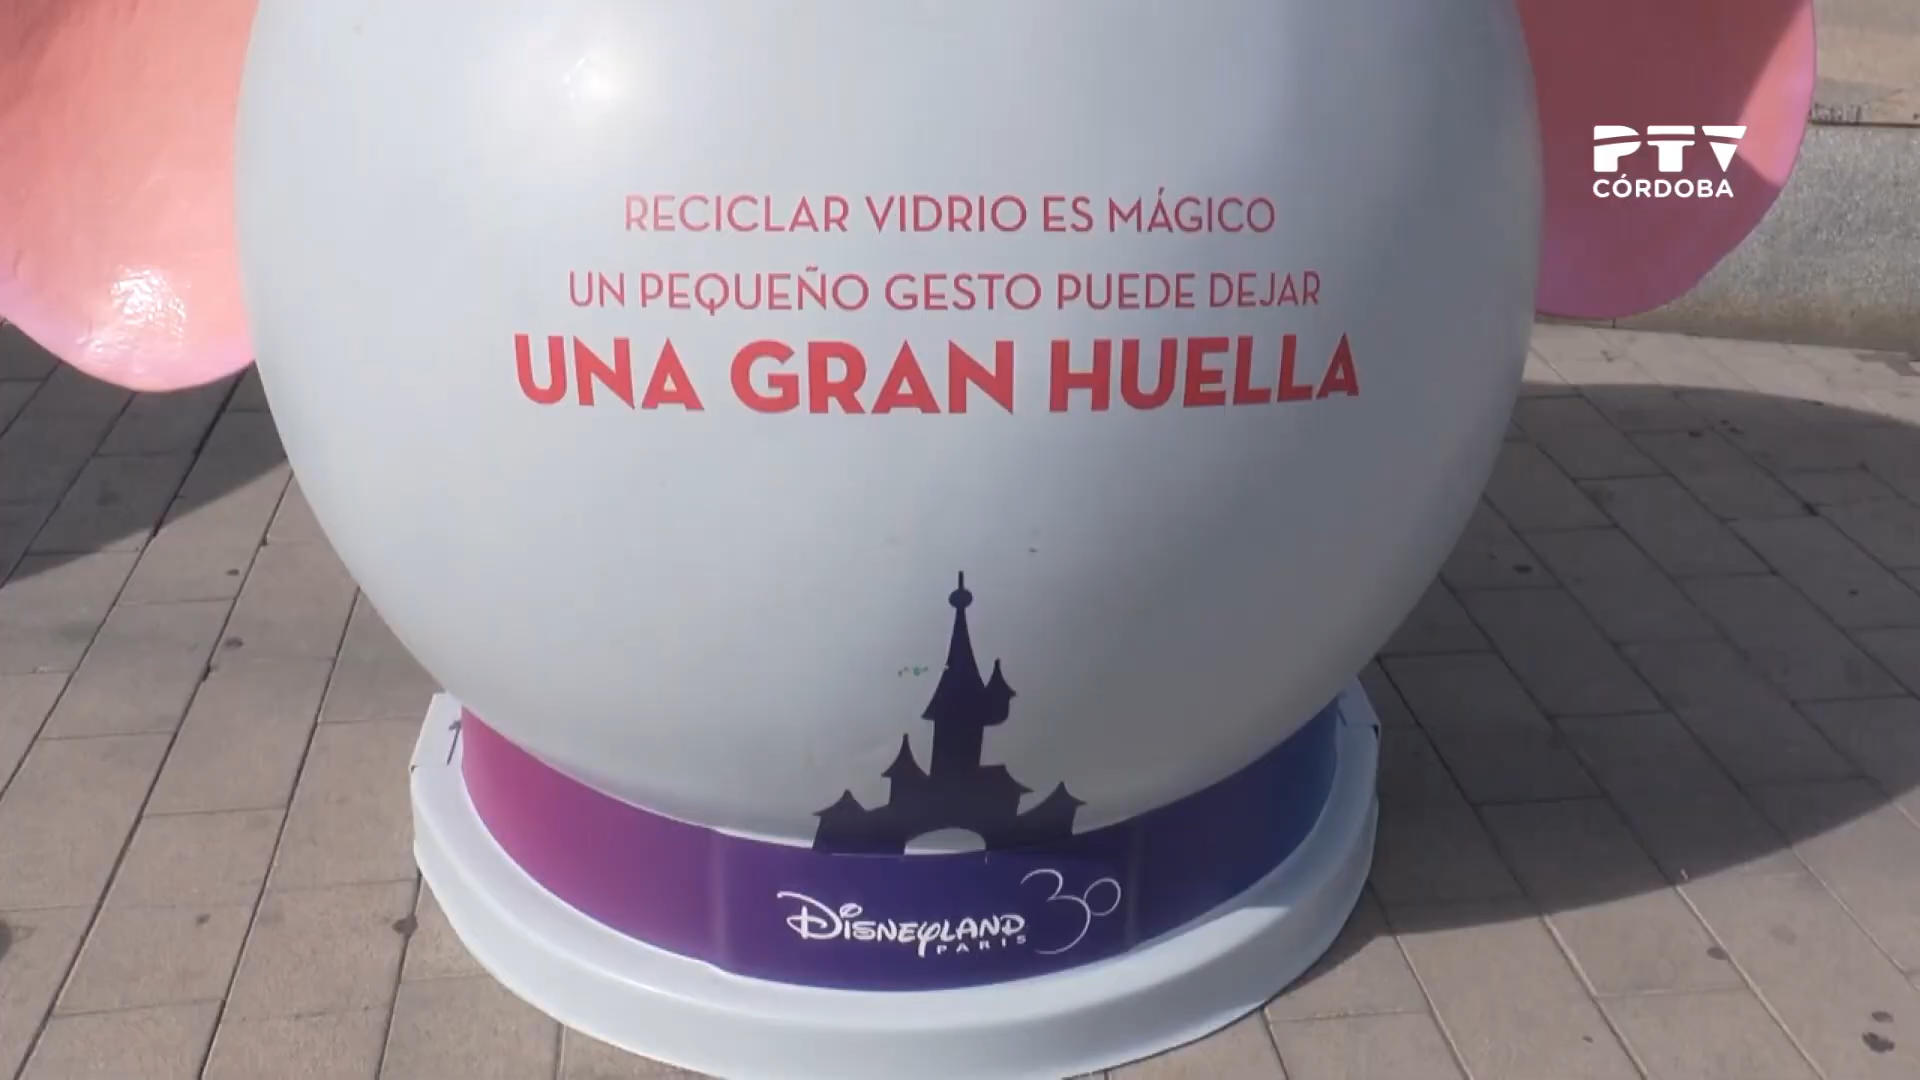 PTV
CÓRDOBA
RECICLAR VIDRIO ES MÁGICO
UN PEQUEÑO GESTO PUEDE DEJAR
UNA GRAN HUELLA
DISNEYLAND 30
PARIS